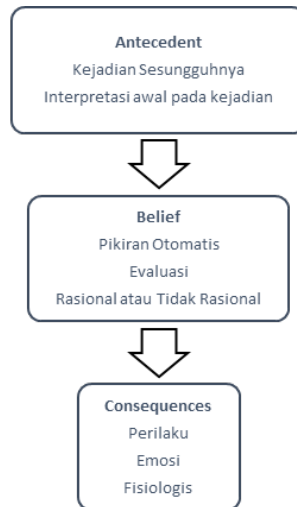 Antecedent
Kejadian Sesungguhnya
Interpretasi awal pada kejadian
Belief
Pikiran Otomatis
Evaluasi
Rasional atau Tidak Rasional
Consequences
Perilaku
Emosi
Fisiologis